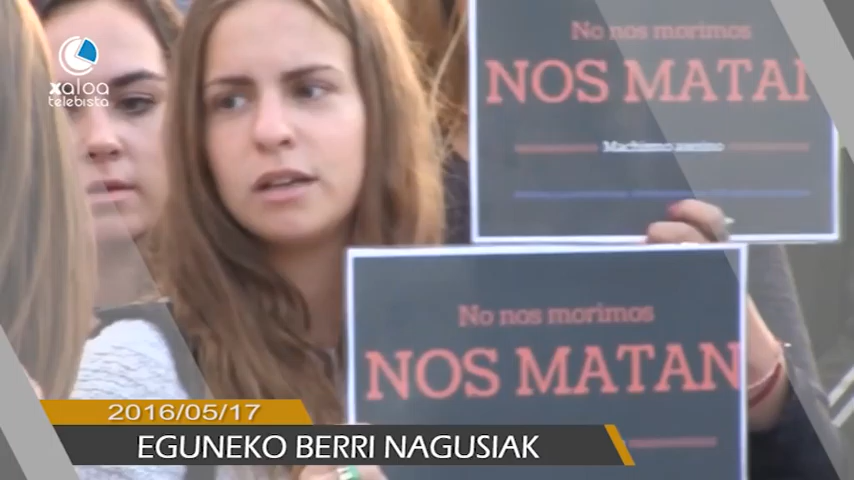 xaloa
telebista
No nos morimos
NOS MATAN
Machismo asesino
No nos morimos
NOS MATAN
2016/05/17
EGUNEKO BERRI NAGUSIAK